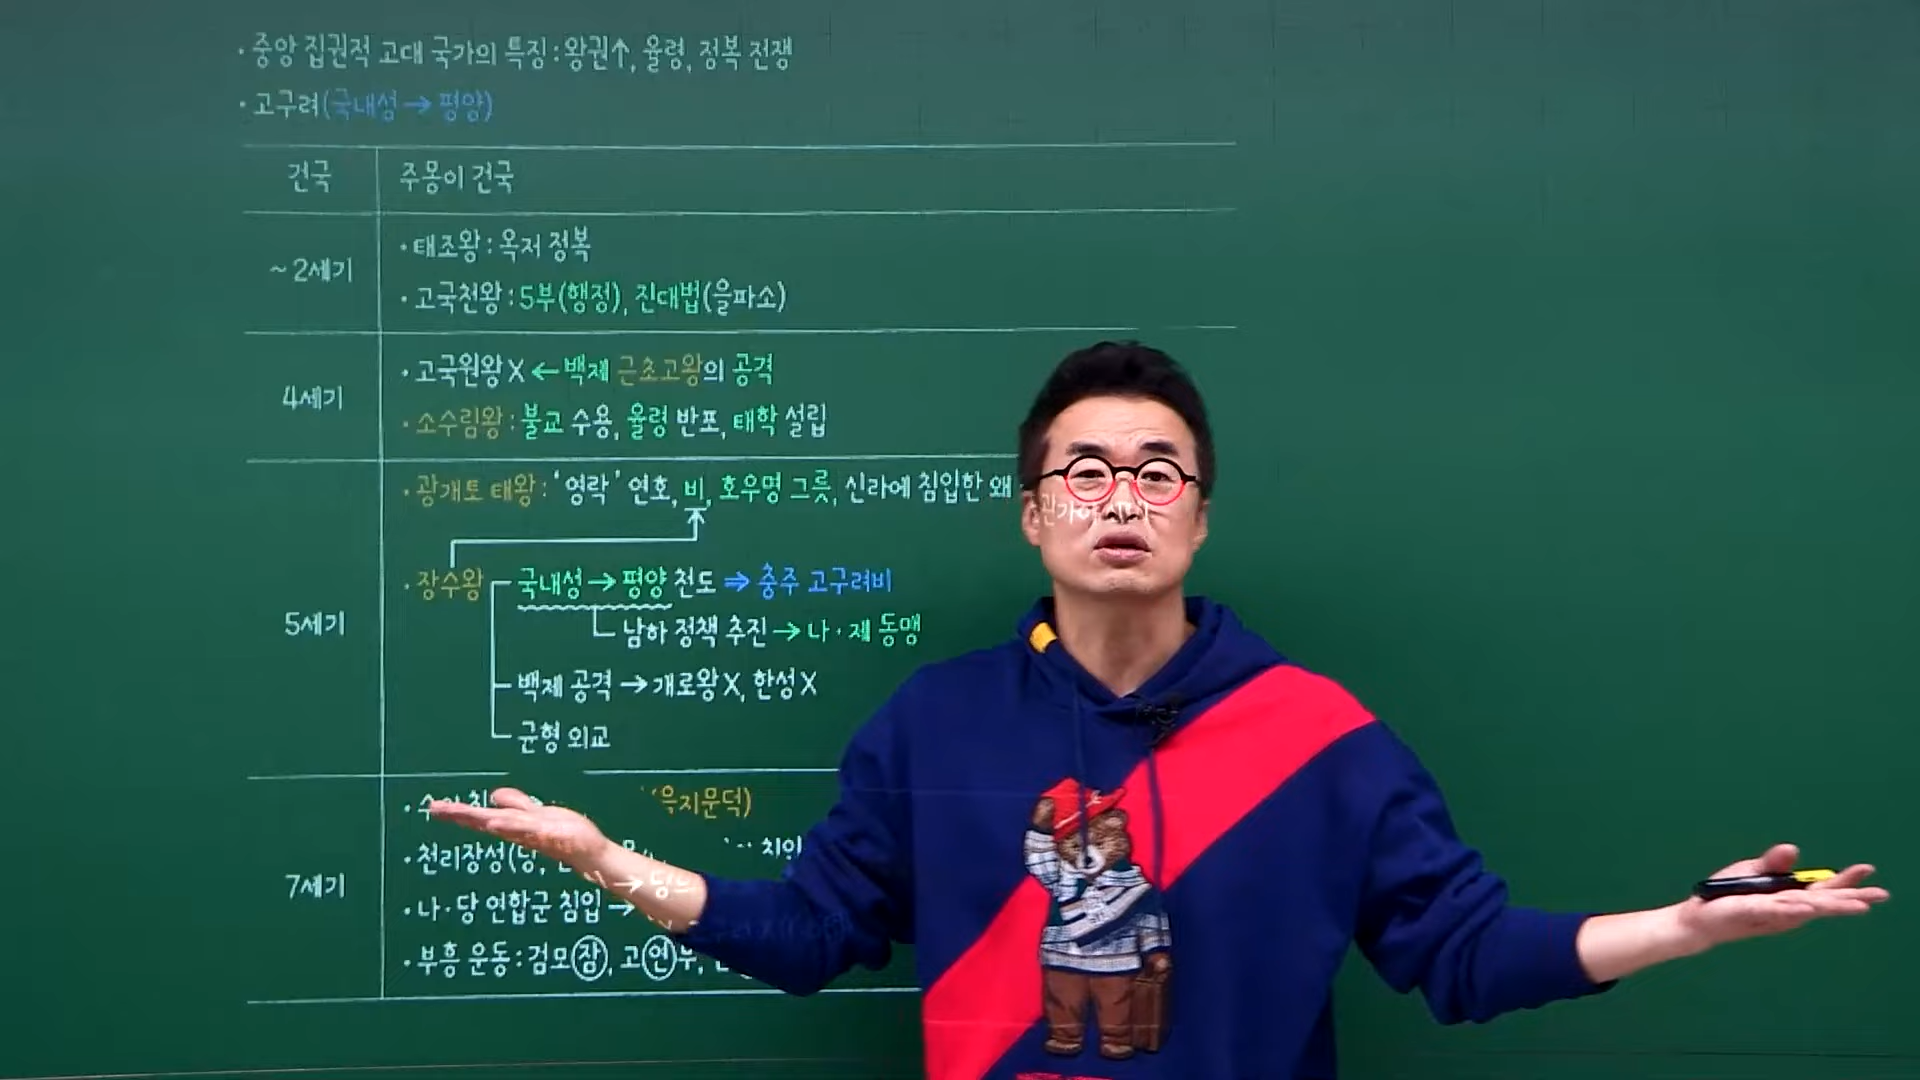 · 중앙 집권적 고대 국가의 특징 : 왕권↑, 율령, 정복 전쟁
· 고구려(국내성 → 평양)
건국 주몽이 건국
~2세기
· 태조왕 : 옥저 정복
· 고국천왕 : 5부(행정), 진대법(을파소)
4세기
· 고국원왕X ← 백제 근초고왕의 공격
· 소수림왕 : 불교 수용, 율령 반포, 태학 설립
5세기
· 광개토 태왕 : '영락' 연호, 비, 호우명 그릇, 신라에 침입한 왜
· 장수왕 국내성 → 평양 천도 ⇒ 충주 고구려비
남하 정책 추진 → 나·제 동맹
백제 공격 → 개로왕X, 한성X
균형 외교
7세기
(을지문덕)
· 천리장성(당,
· 나·당 연합군 침입 →
· 부흥 운동 : 검모잠, 고연무,